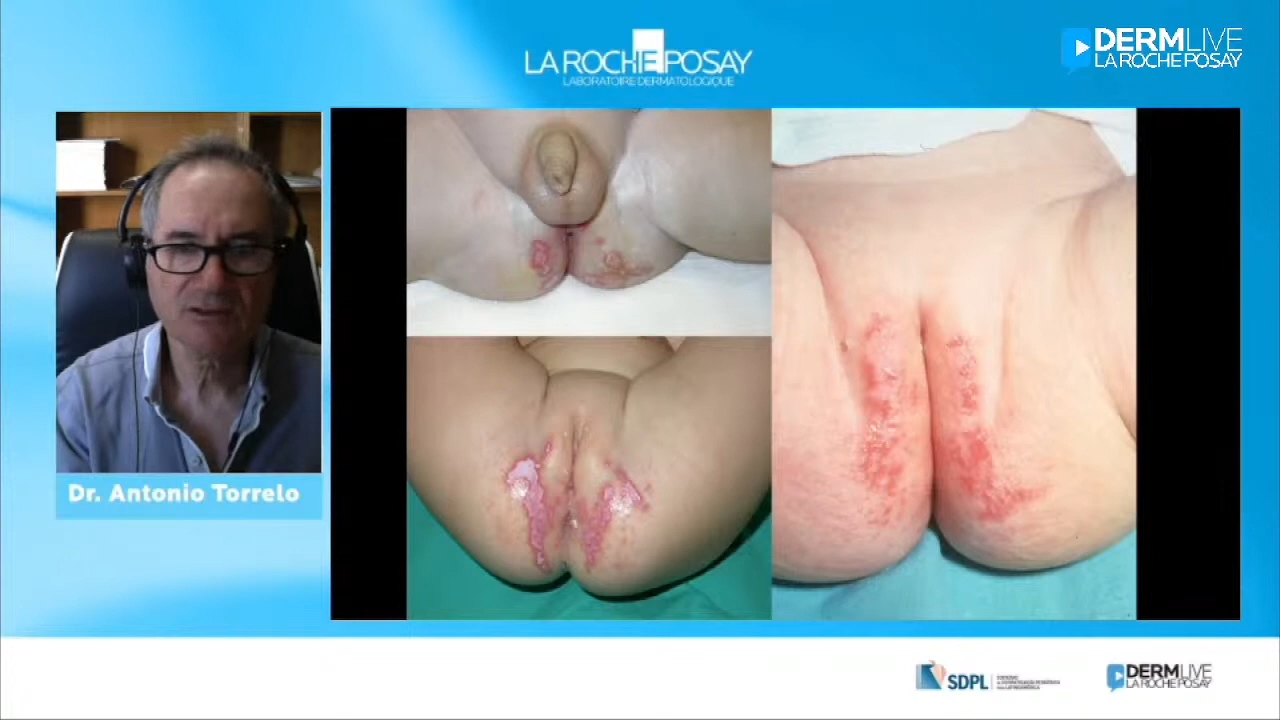 LA ROCHE POSAY
LABORATOIRE DERMATOLOGIQUE
DERMLIVE
LA ROCHE POSAY
Dr. Antonio Torrelo
SDPL
DERMLIVE
LA ROCHE POSAY